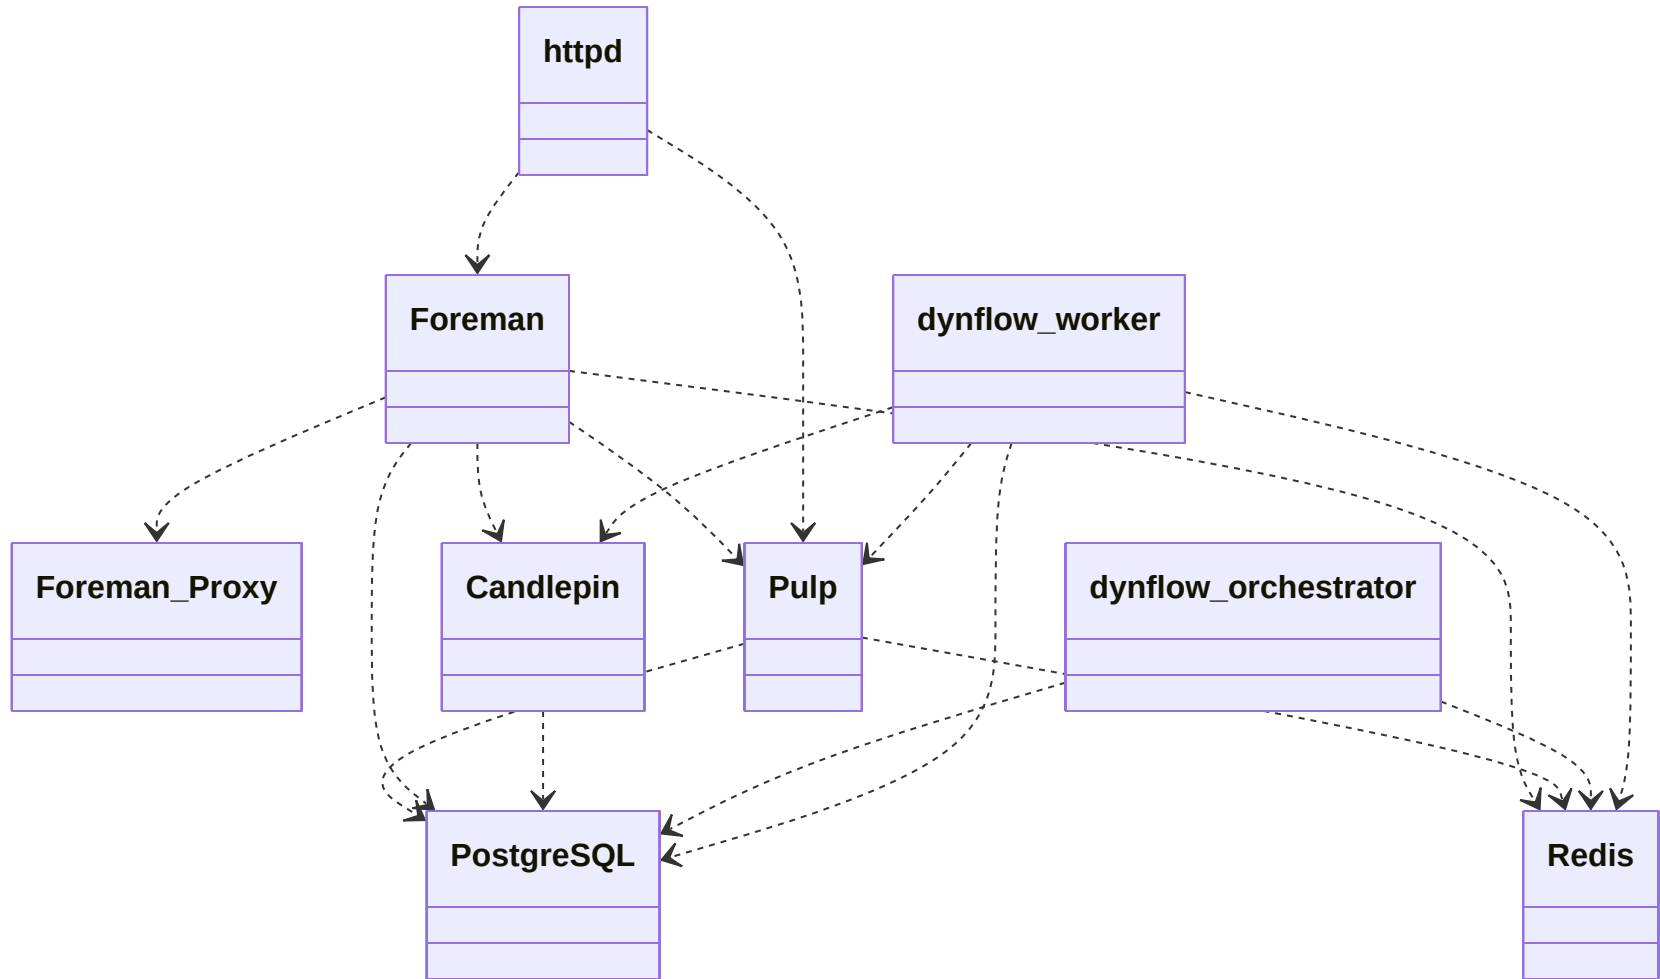 httpd
Foreman
dynflow_worker
Foreman_Proxy
Candlepin
Pulp
dynflow_orchestrator
PostgreSQL
Redis